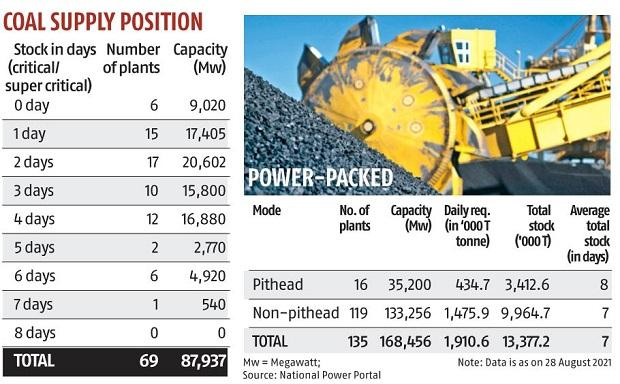 COAL SUPPLY POSITION
Stock in days Number Capacity
(critical/ of plants (Mw)
super critical)
0 day 6 9,020
1 day 15 17,405
2 days 17 20,602
3 days 10 15,800
4 days 12 16,880
5 days 2 2,770
6 days 6 4,920
7 days 1 540
8 days 0 0
TOTAL 69 87,937
POWER-PACKED
Mode No. of Capacity Daily req. Total Average
plants (Mw) (in '000 T stock total
tonne) ('000 T) stock
(in days)
Pithead 16 35,200 434.7 3,412.6 8
Non-pithead 119 133,256 1,475.9 9,964.7 7
TOTAL 135 168,456 1,910.6 13,377.2 7
Mw = Megawatt; Note: Data is as on 28 August 2021
Source: National Power Portal